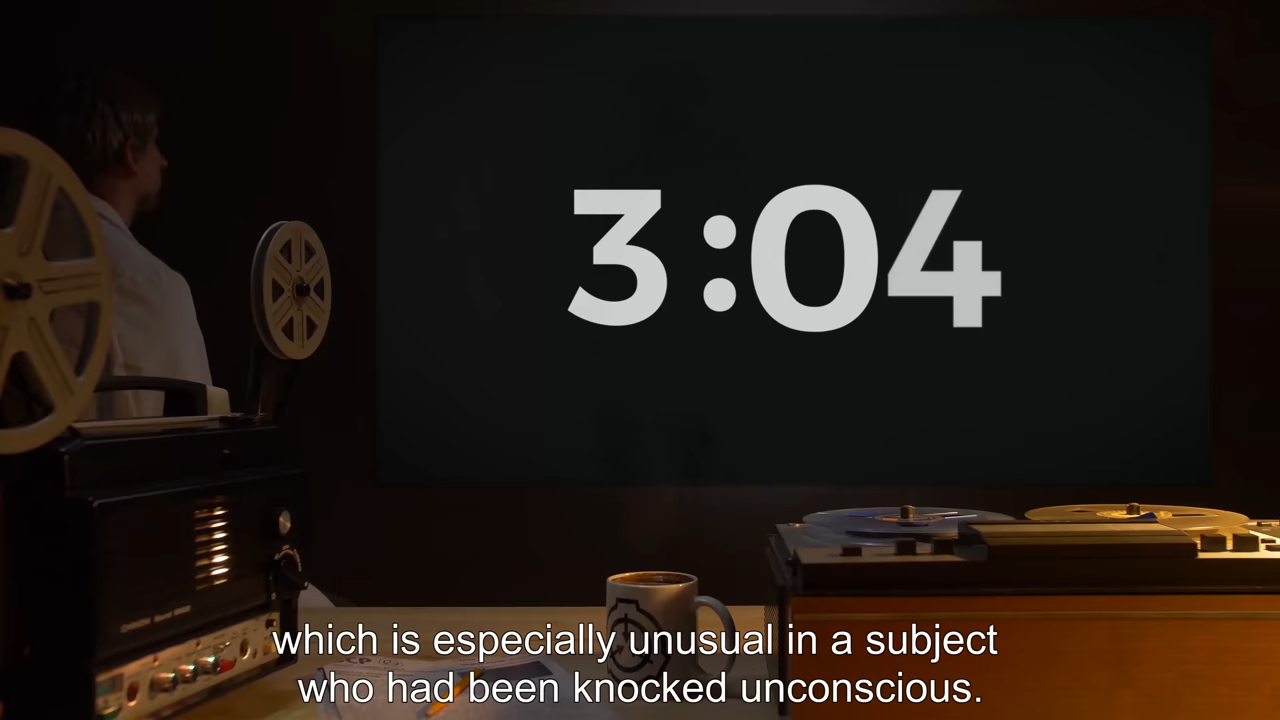 3:04
which is especially unusual in a subject
who had been knocked unconscious.